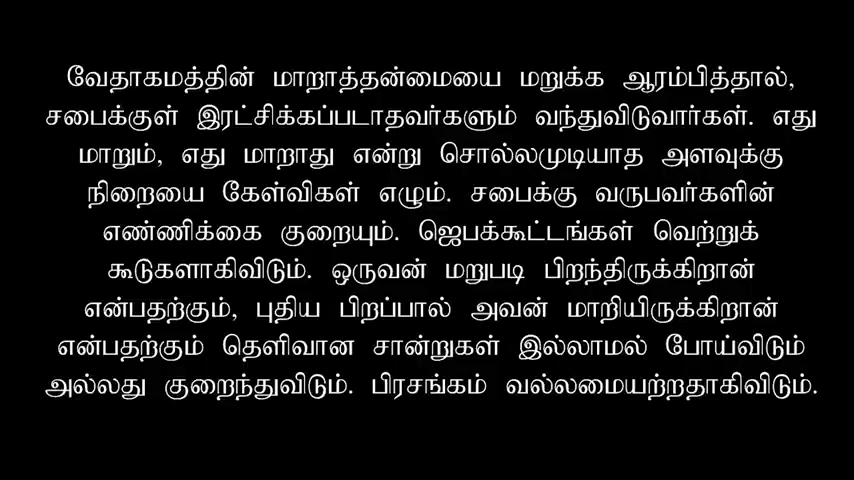 வேதாகமத்தின் மாறாத்தன்மையை மறுக்க ஆரம்பித்தால்,
சபைக்குள் இரட்சிக்கப்படாதவர்களும் வந்துவிடுவார்கள். எது
மாறும், எது மாறாது என்று சொல்லமுடியாத அளவுக்கு
நிறையை கேள்விகள் எழும். சபைக்கு வருபவர்களின்
எண்ணிக்கை குறையும். ஜெபக்கூட்டங்கள் வெற்றுக்
கூடுகளாகிவிடும். ஒருவன் மறுபடி பிறந்திருக்கிறான்
என்பதற்கும், புதிய பிறப்பால் அவன் மாறியிருக்கிறான்
என்பதற்கும் தெளிவான சான்றுகள் இல்லாமல் போய்விடும்
அல்லது குறைந்துவிடும். பிரசங்கம் வல்லமையற்றதாகிவிடும்.